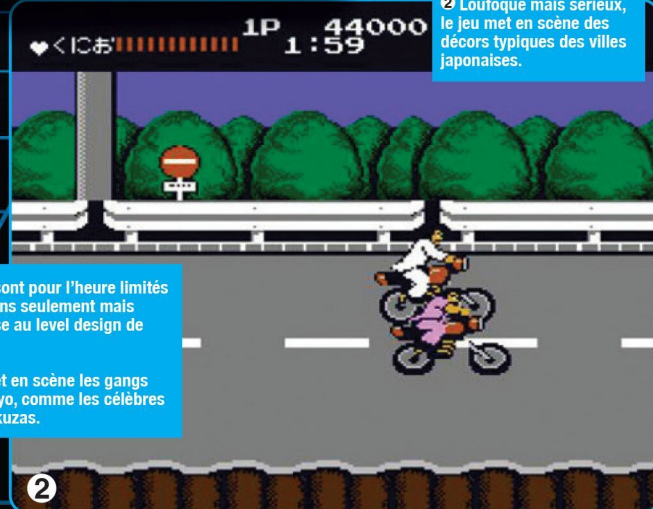 くにお 1P 44000
1:59
❷ Loufoque mais sérieux,
le jeu met en scène des
décors typiques des villes
japonaises.
sont pour l'heure limités
ns seulement mais
se au level design de
et en scène les gangs
yo, comme les célèbres
kuzas.
❷